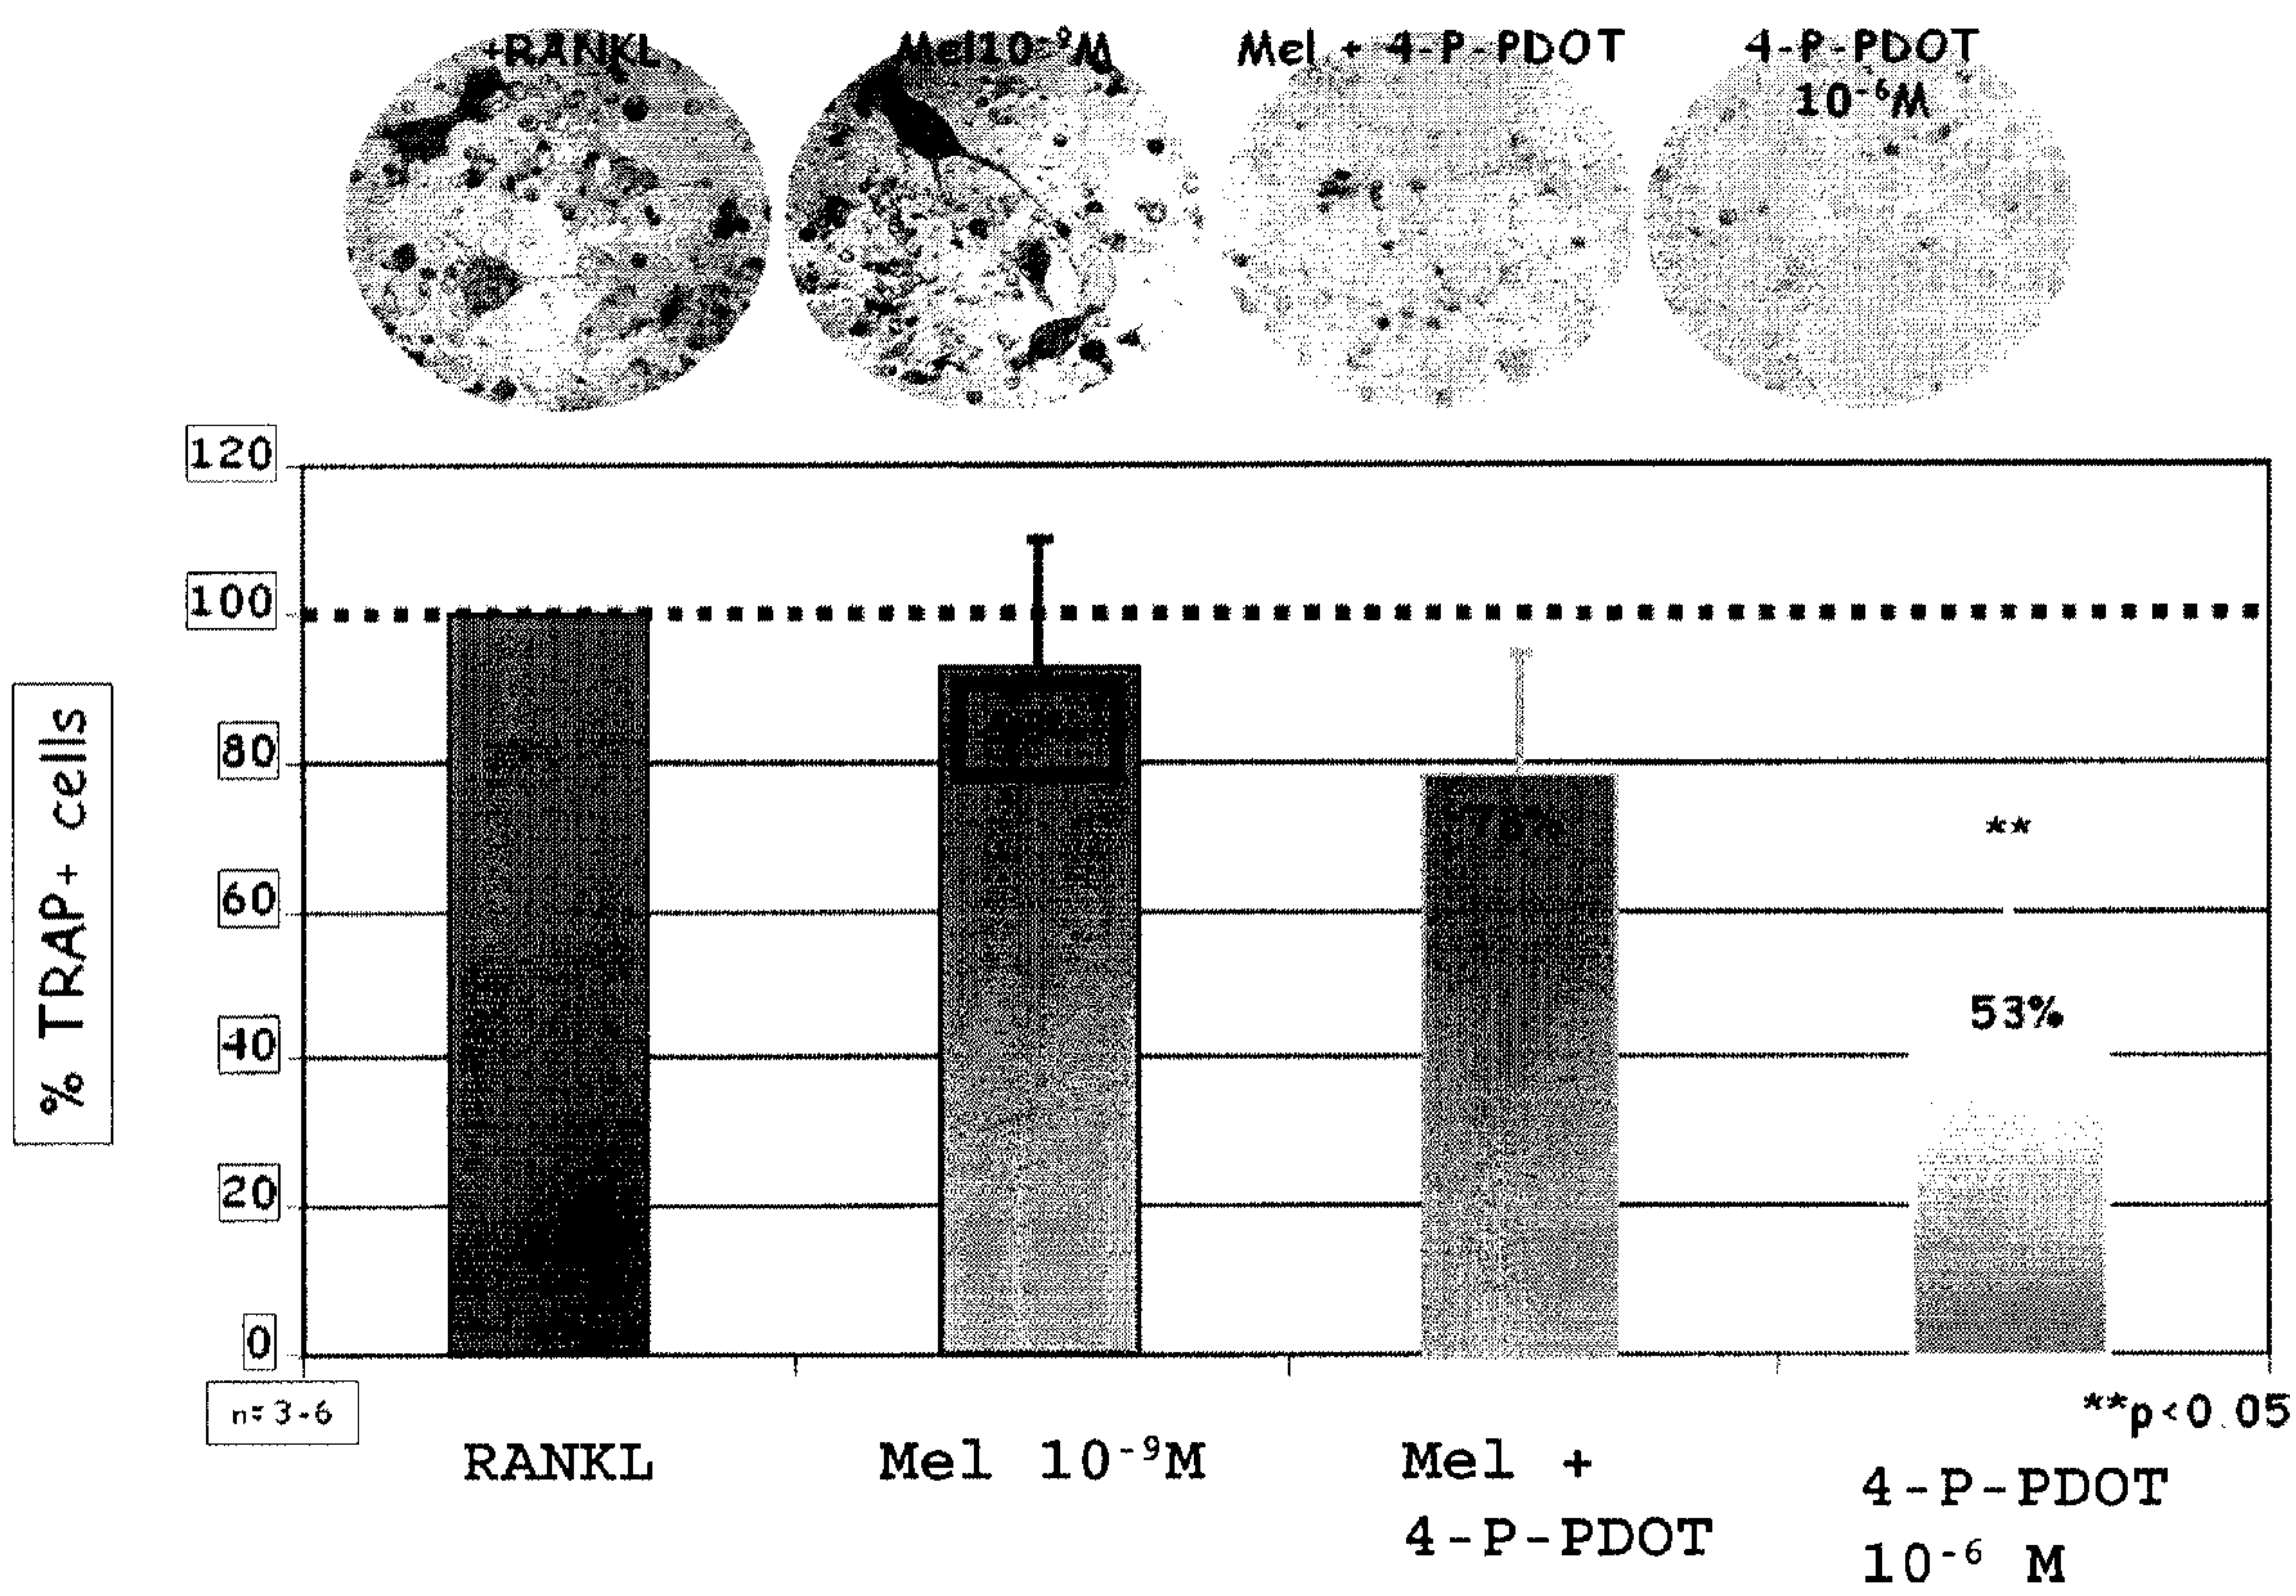 +RANKL
Mel10⁻⁹M
Mel + 4-P-PDOT
4-P-PDOT
10⁻⁶M
120
100
80
60
40
20
0
% TRAP+ cells
78%
**
53%
n=3-6
**p<0.05
RANKL
Mel 10⁻⁹M
Mel +
4-P-PDOT
4-P-PDOT
10⁻⁶ M